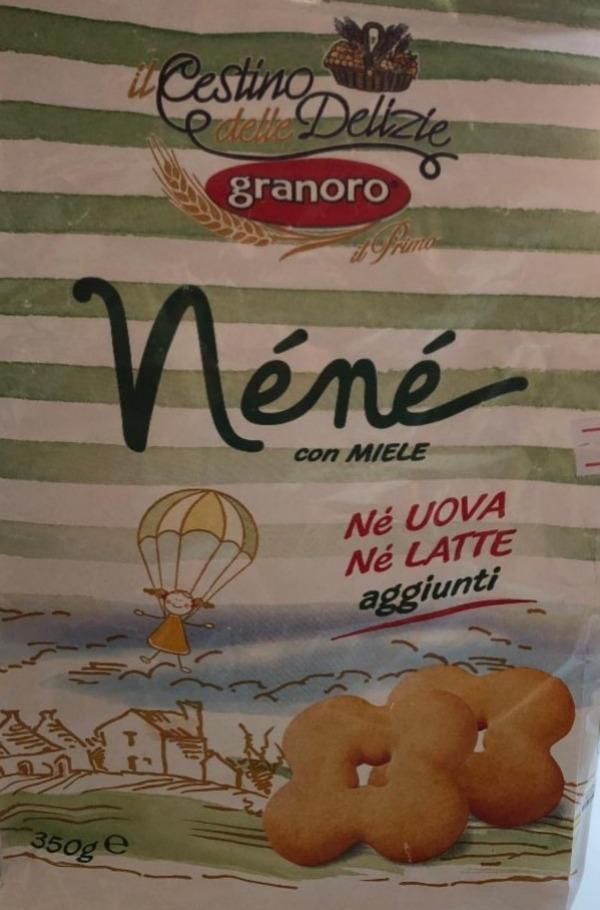 il Cestino
delle Delizie
granoro®
il Primo
Néné
con MIELE
Né UOVA
Né LATTE
aggiunti
350g e